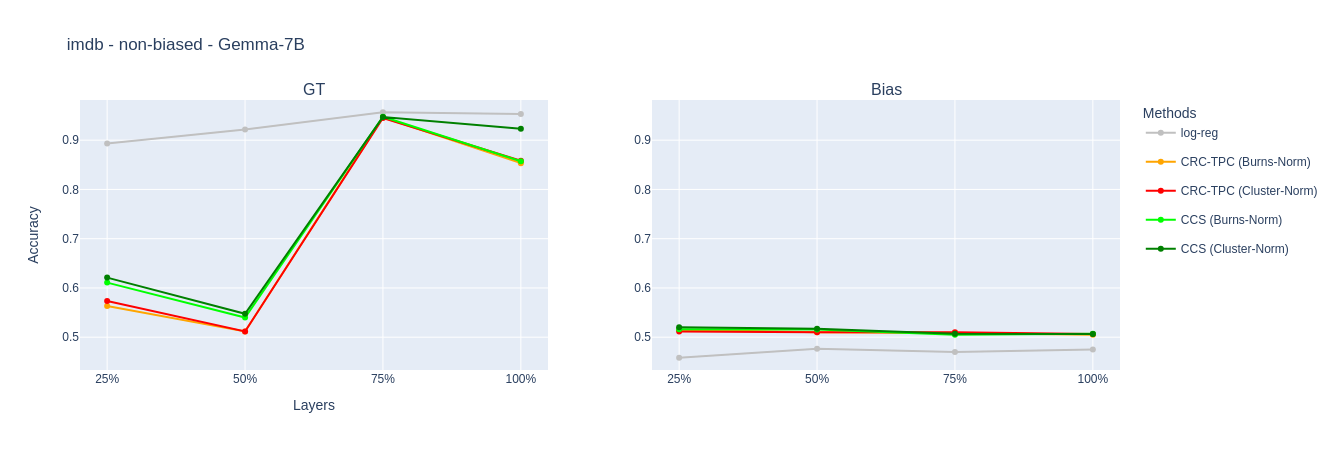 imdb - non-biased - Gemma-7B
GT
Bias
Accuracy
0.9
0.8
0.7
0.6
0.5
25%
50%
75%
100%
Layers
0.9
0.8
0.7
0.6
0.5
25%
50%
75%
100%
Methods
log-reg
CRC-TPC (Burns-Norm)
CRC-TPC (Cluster-Norm)
CCS (Burns-Norm)
CCS (Cluster-Norm)